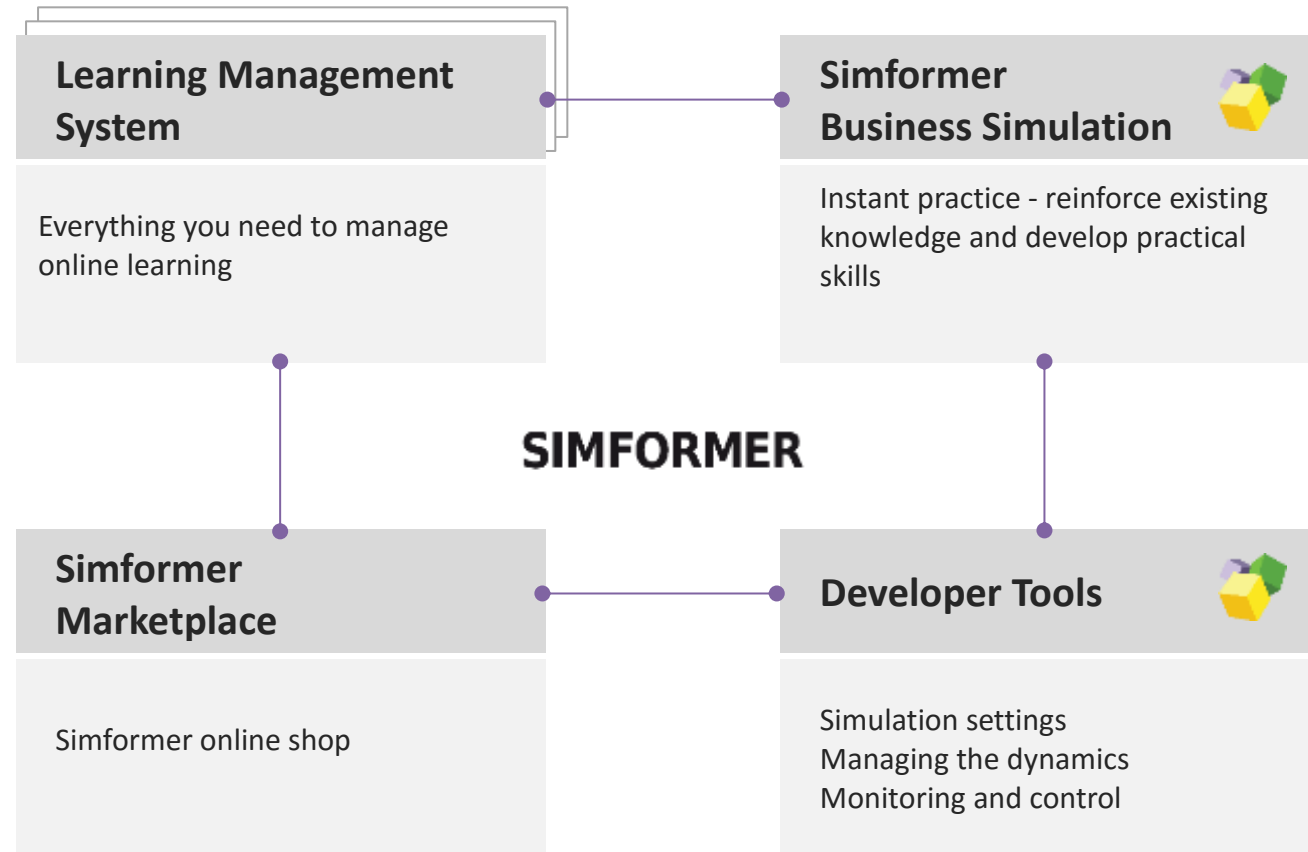 Learning Management
System
Everything you need to manage
online learning
Simformer
Business Simulation
Instant practice - reinforce existing
knowledge and develop practical
skills
SIMFORMER
Simformer
Marketplace
Simformer online shop
Developer Tools
Simulation settings
Managing the dynamics
Monitoring and control